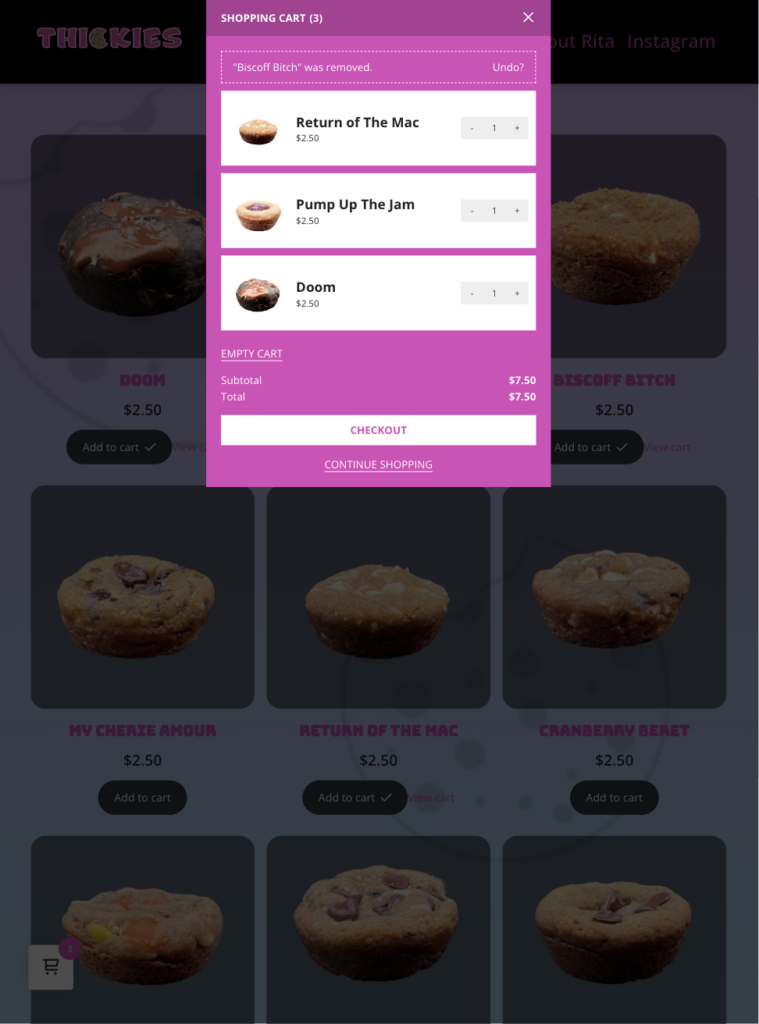 THICKIES
out Rita Instagram
SHOPPING CART (3)
"Biscoff Bitch" was removed. Undo?
Return of The Mac
$2.50
- 1 +
Pump Up The Jam
$2.50
- 1 +
Doom
$2.50
- 1 +
EMPTY CART
Subtotal $7.50
Total $7.50
CHECKOUT
CONTINUE SHOPPING
DOOM
$2.50
Add to cart View c
BISCOFF BITCH
$2.50
Add to cart View cart
MY CHERIE AMOUR
$2.50
Add to cart
RETURN OF THE MAC
$2.50
Add to cart View cart
CRANBERRY BERET
$2.50
Add to cart
3